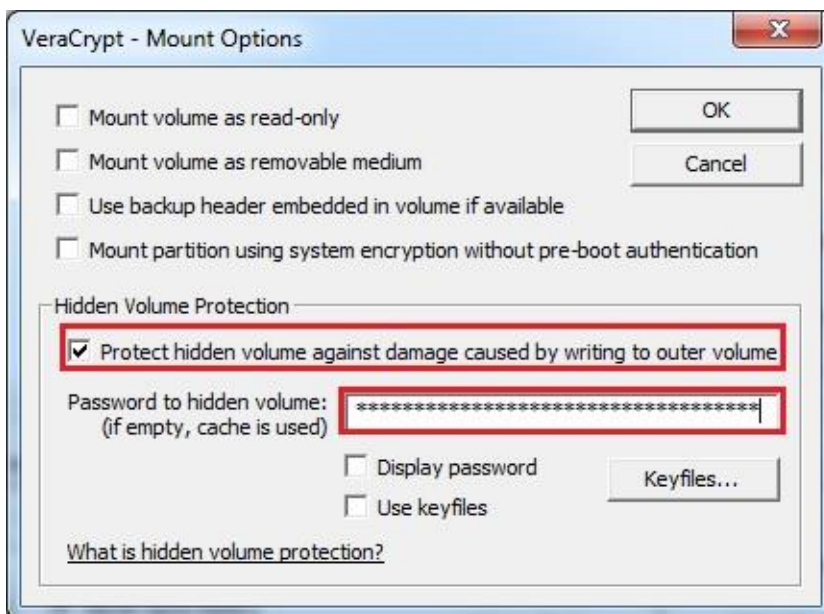 VeraCrypt - Mount Options
Mount volume as read-only
OK
Mount volume as removable medium
Cancel
Use backup header embedded in volume if available
Mount partition using system encryption without pre-boot authentication
Hidden Volume Protection
Protect hidden volume against damage caused by writing to outer volume
Password to hidden volume:
(if empty, cache is used)
Display password
Keyfiles...
Use keyfiles
What is hidden volume protection?